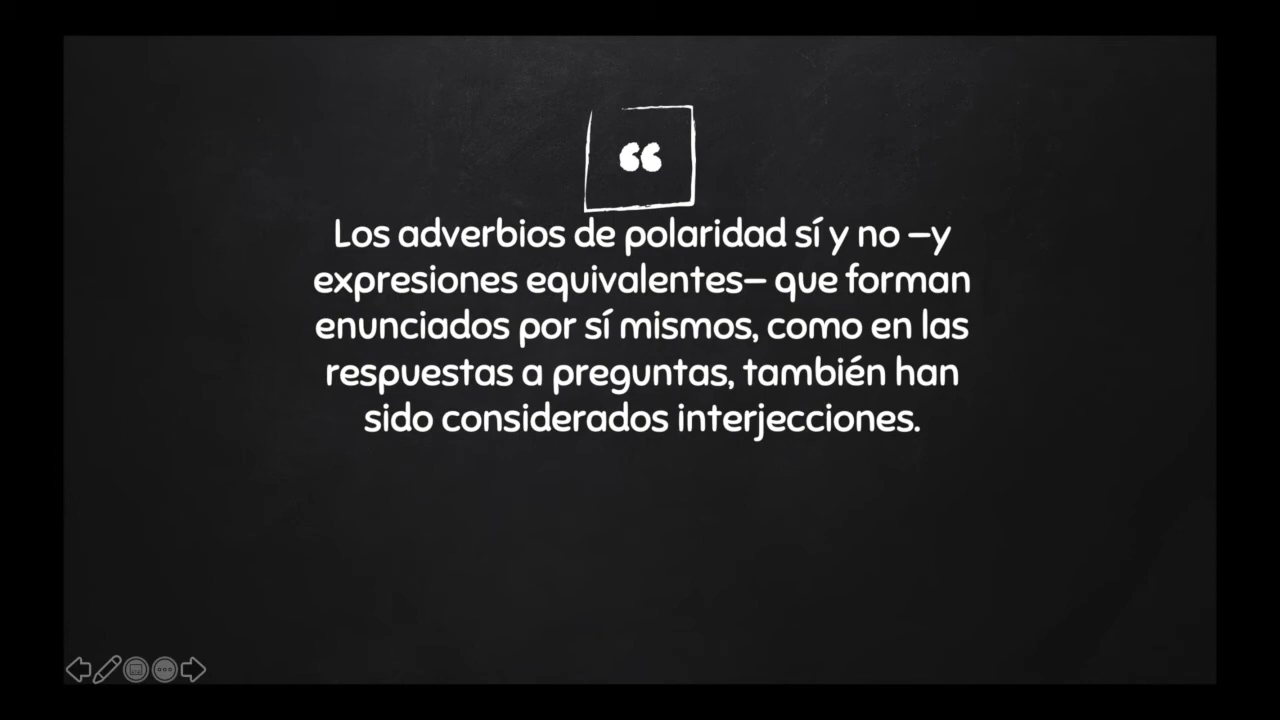 “
Los adverbios de polaridad sí y no –y
expresiones equivalentes– que forman
enunciados por sí mismos, como en las
respuestas a preguntas, también han
sido considerados interjecciones.